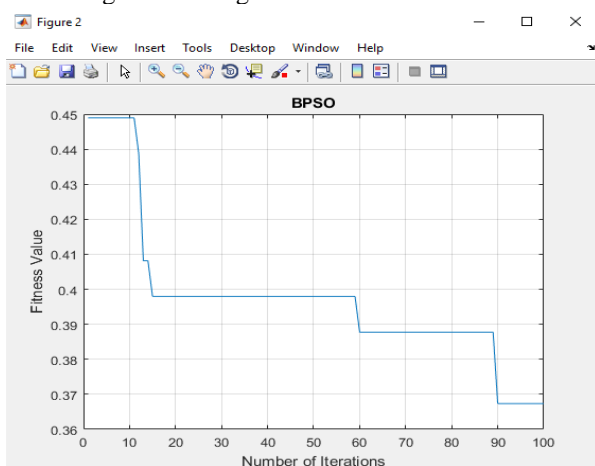 Figure 2
File Edit View Insert Tools Desktop Window Help
BPSO
0.45
0.44
0.43
0.42
0.41
0.4
0.39
0.38
0.37
0.36
Fitness Value
0 10 20 30 40 50 60 70 80 90 100
Number of Iterations